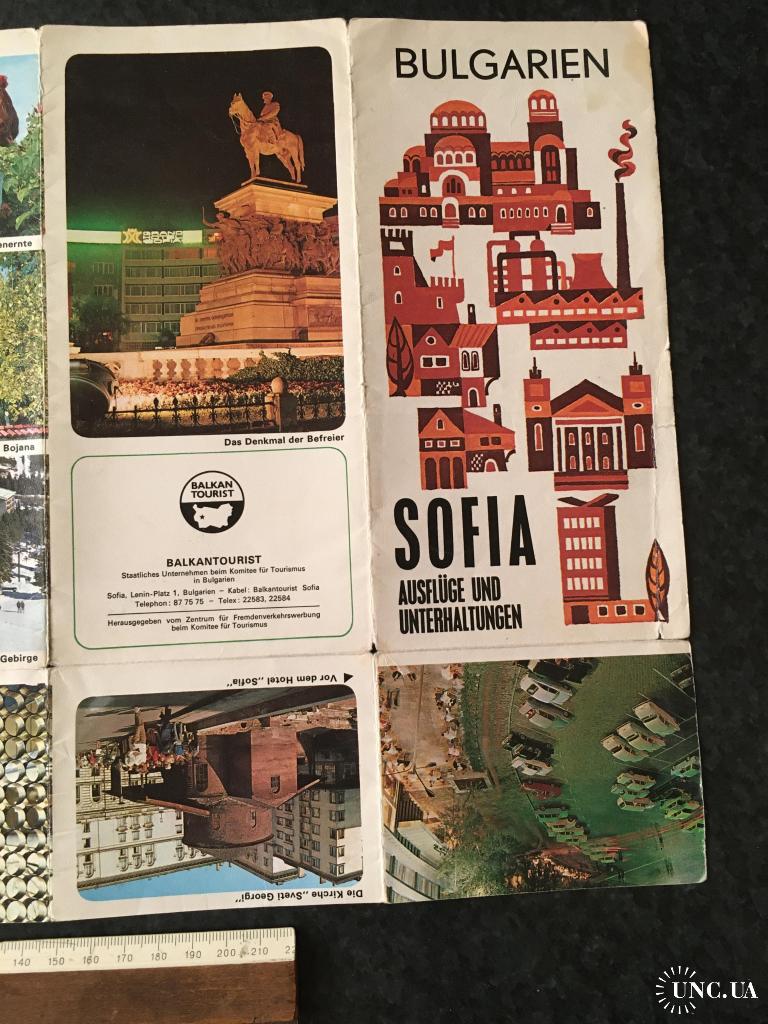 BULGARIEN
SOFIA
AUSFLÜGE UND
UNTERHALTUNGEN
Das Denkmal der Befreier
BALKAN
TOURIST
BALKANTOURIST
Staatliches Unternehmen beim Komitee für Tourismus
in Bulgarien
Sofia, Lenin-Platz 1, Bulgarien – Kabel: Balkantourist Sofia
Telephon: 87 75 75 – Telex: 22583, 22584
Herausgegeben vom Zentrum für Fremdenverkehrswerbung
beim Komitee für Tourismus
enernte
Bojana
Gebirge
▲ Vor dem Hotel „Sofia"
Die Kirche „Sveti Georgi"
140 150 160 170 180 190 200 210 22
UNC.UA